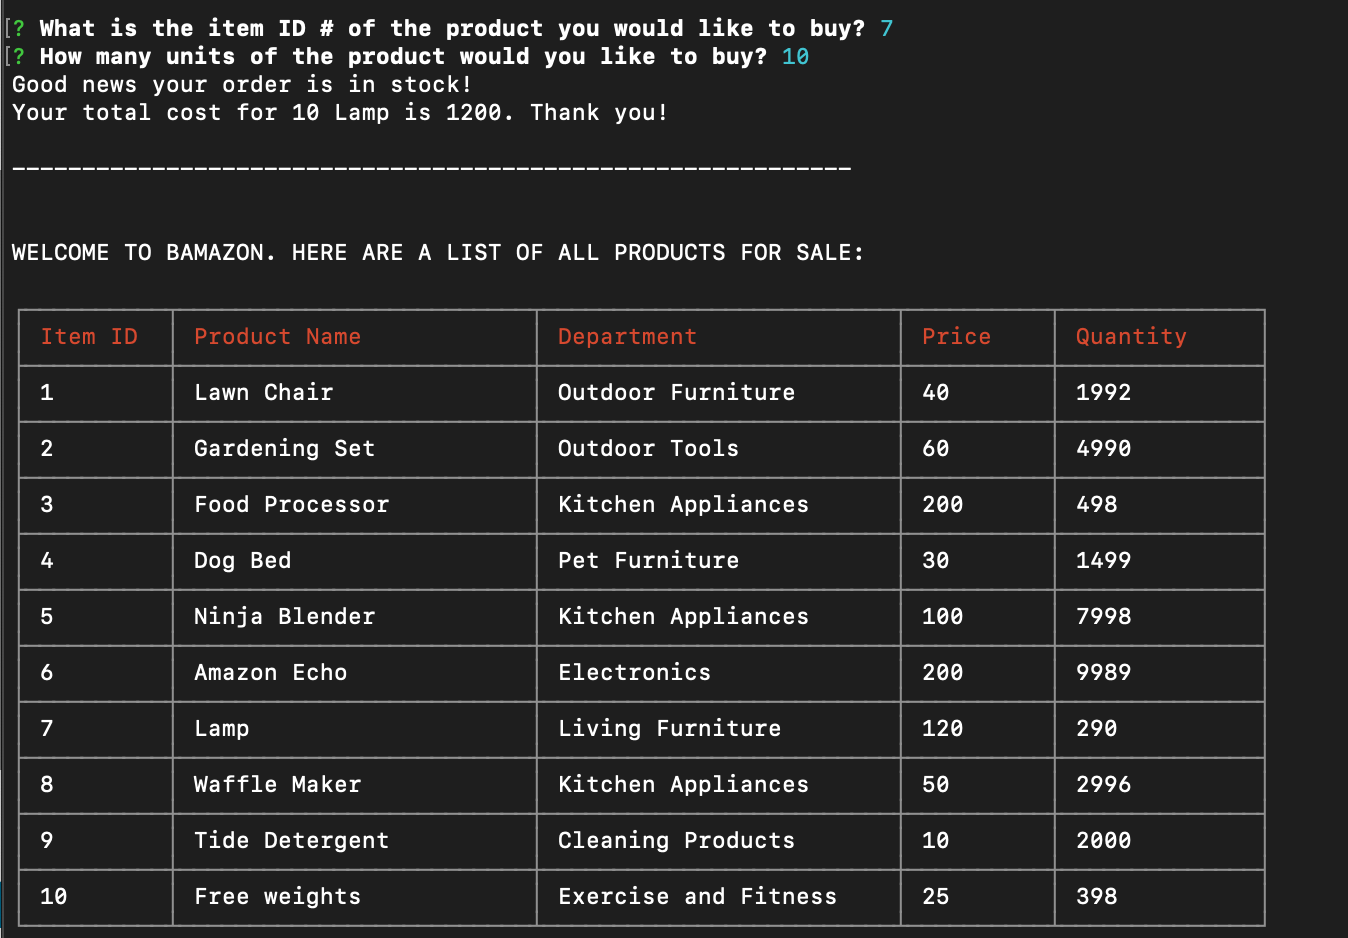 ? What is the item ID # of the product you would like to buy? 7
? How many units of the product would you like to buy? 10
Good news your order is in stock!
Your total cost for 10 Lamp is 1200. Thank you!
------------------------------------------------------------
WELCOME TO BAMAZON. HERE ARE A LIST OF ALL PRODUCTS FOR SALE:
Item ID Product Name Department Price Quantity
1 Lawn Chair Outdoor Furniture 40 1992
2 Gardening Set Outdoor Tools 60 4990
3 Food Processor Kitchen Appliances 200 498
4 Dog Bed Pet Furniture 30 1499
5 Ninja Blender Kitchen Appliances 100 7998
6 Amazon Echo Electronics 200 9989
7 Lamp Living Furniture 120 290
8 Waffle Maker Kitchen Appliances 50 2996
9 Tide Detergent Cleaning Products 10 2000
10 Free weights Exercise and Fitness 25 398